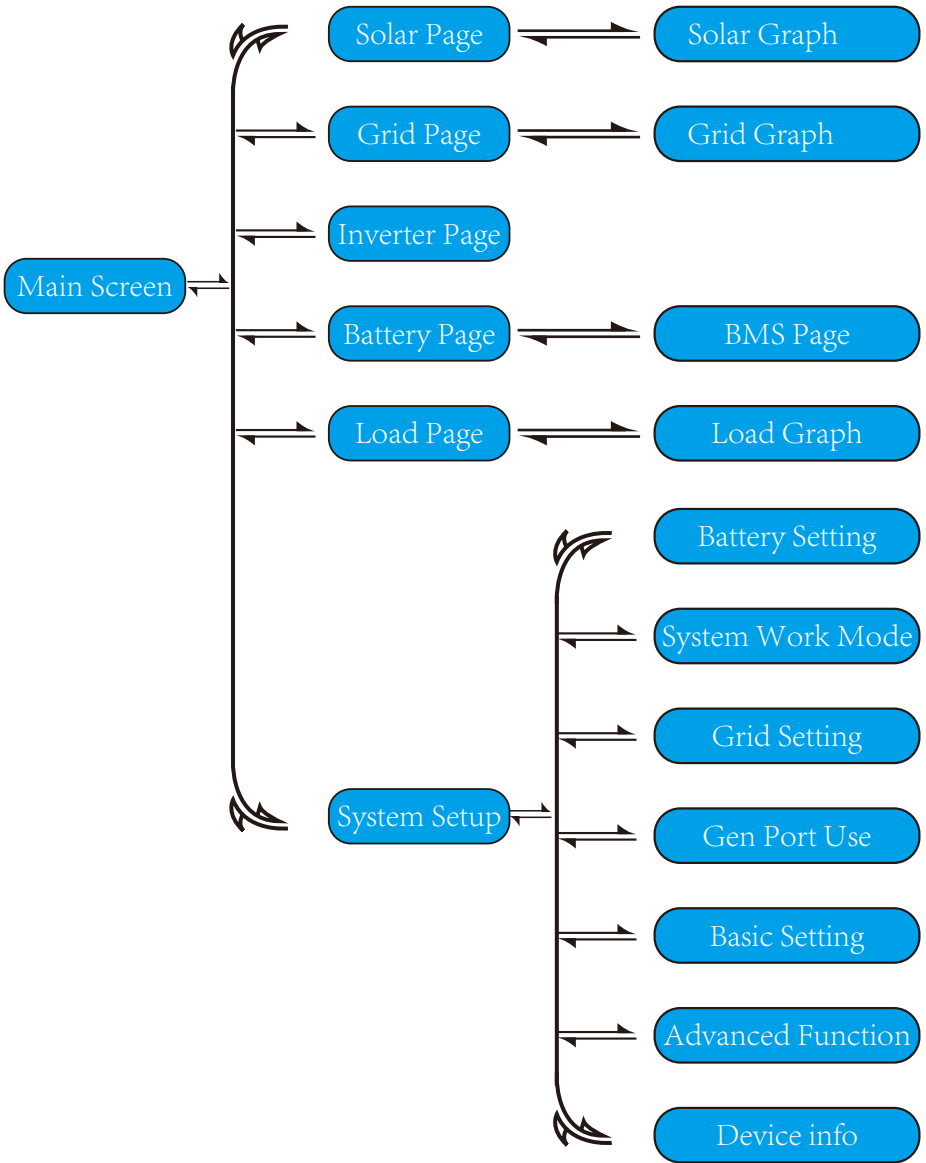 Solar Page
Solar Graph
Grid Page
Grid Graph
Inverter Page
Main Screen
Battery Page
BMS Page
Load Page
Load Graph
Battery Setting
System Work Mode
Grid Setting
System Setup
Gen Port Use
Basic Setting
Advanced Function
Device info